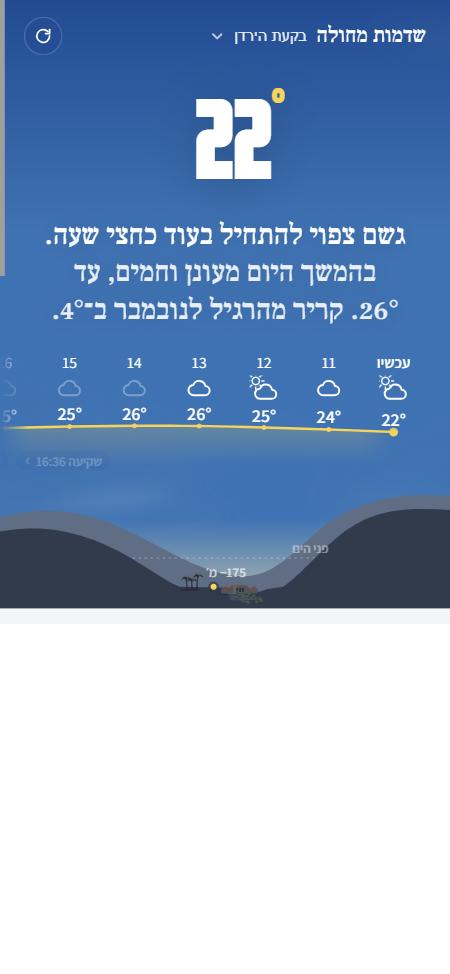 שדמות מחולה בקעת הירדן
22°
גשם צפוי להתחיל בעוד כחצי שעה.
בהמשך היום מעונן וחמים, עד
26°. קריר מהרגיל לנובמבר ב־4°.
עכשיו 11 12 13 14 15
22° 24° 25° 26° 26° 25°
שקיעה 16:36
פני הים
−175 מ׳